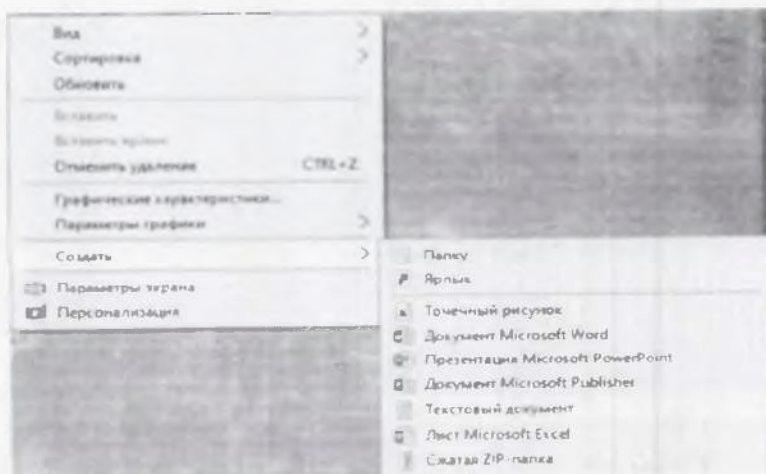 Вид
Сортировка
Обновить
Вставить
Вставить ярлык
Отменить удаление CTRL+Z
Графические характеристики...
Параметры графики
Создать
Параметры экрана
Персонализация
Папку
Ярлык
Точечный рисунок
Документ Microsoft Word
Презентация Microsoft PowerPoint
Документ Microsoft Publisher
Текстовый документ
Лист Microsoft Excel
Сжатая ZIP-папка